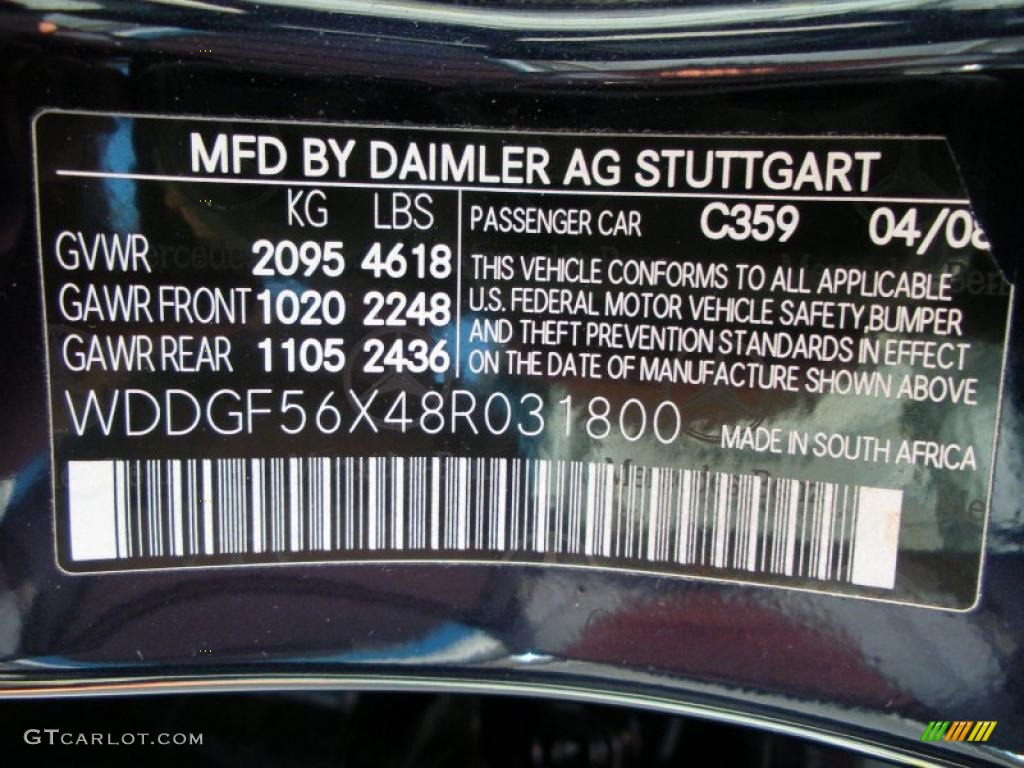 MFD BY DAIMLER AG STUTTGART
KG LBS
GVWR 2095 4618
GAWR FRONT 1020 2248
GAWR REAR 1105 2436
PASSENGER CAR C359 04/08
THIS VEHICLE CONFORMS TO ALL APPLICABLE
U.S. FEDERAL MOTOR VEHICLE SAFETY, BUMPER
AND THEFT PREVENTION STANDARDS IN EFFECT
ON THE DATE OF MANUFACTURE SHOWN ABOVE
WDDGF56X48R031800
MADE IN SOUTH AFRICA
GTCARLOT.COM